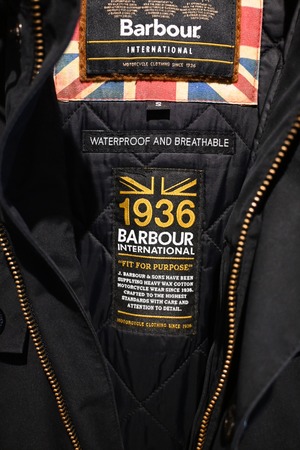 Barbour
INTERNATIONAL
MOTORCYCLE CLOTHING SINCE 1936
S
WATERPROOF AND BREATHABLE
1936
BARBOUR
INTERNATIONAL
"FIT FOR PURPOSE"
J. BARBOUR & SONS HAVE BEEN
SUPPLYING HEAVY WAX COTTON
MOTORCYCLE WEAR SINCE 1936.
CRAFTED TO THE HIGHEST
STANDARDS WITH CARE AND
ATTENTION TO DETAIL.
MOTORCYCLE CLOTHING SINCE 1936